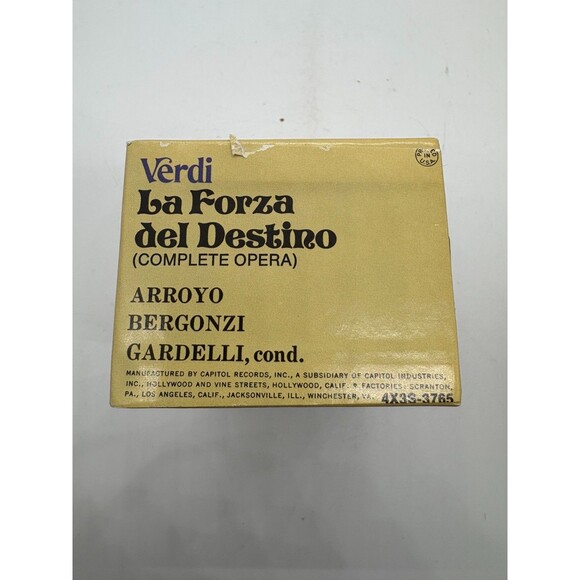 Verdi
PR
IN
U.S.A.
La Forza
del Destino
(COMPLETE OPERA)
ARROYO
BERGONZI
GARDELLI, cond.
MANUFACTURED BY CAPITOL RECORDS, INC., A SUBSIDIARY OF CAPITOL INDUSTRIES,
INC., HOLLYWOOD AND VINE STREETS, HOLLYWOOD, CALIF. FACTORIES: SCRANTON,
PA., LOS ANGELES, CALIF., JACKSONVILLE, ILL., WINCHESTER, VA. 4X3S-3765